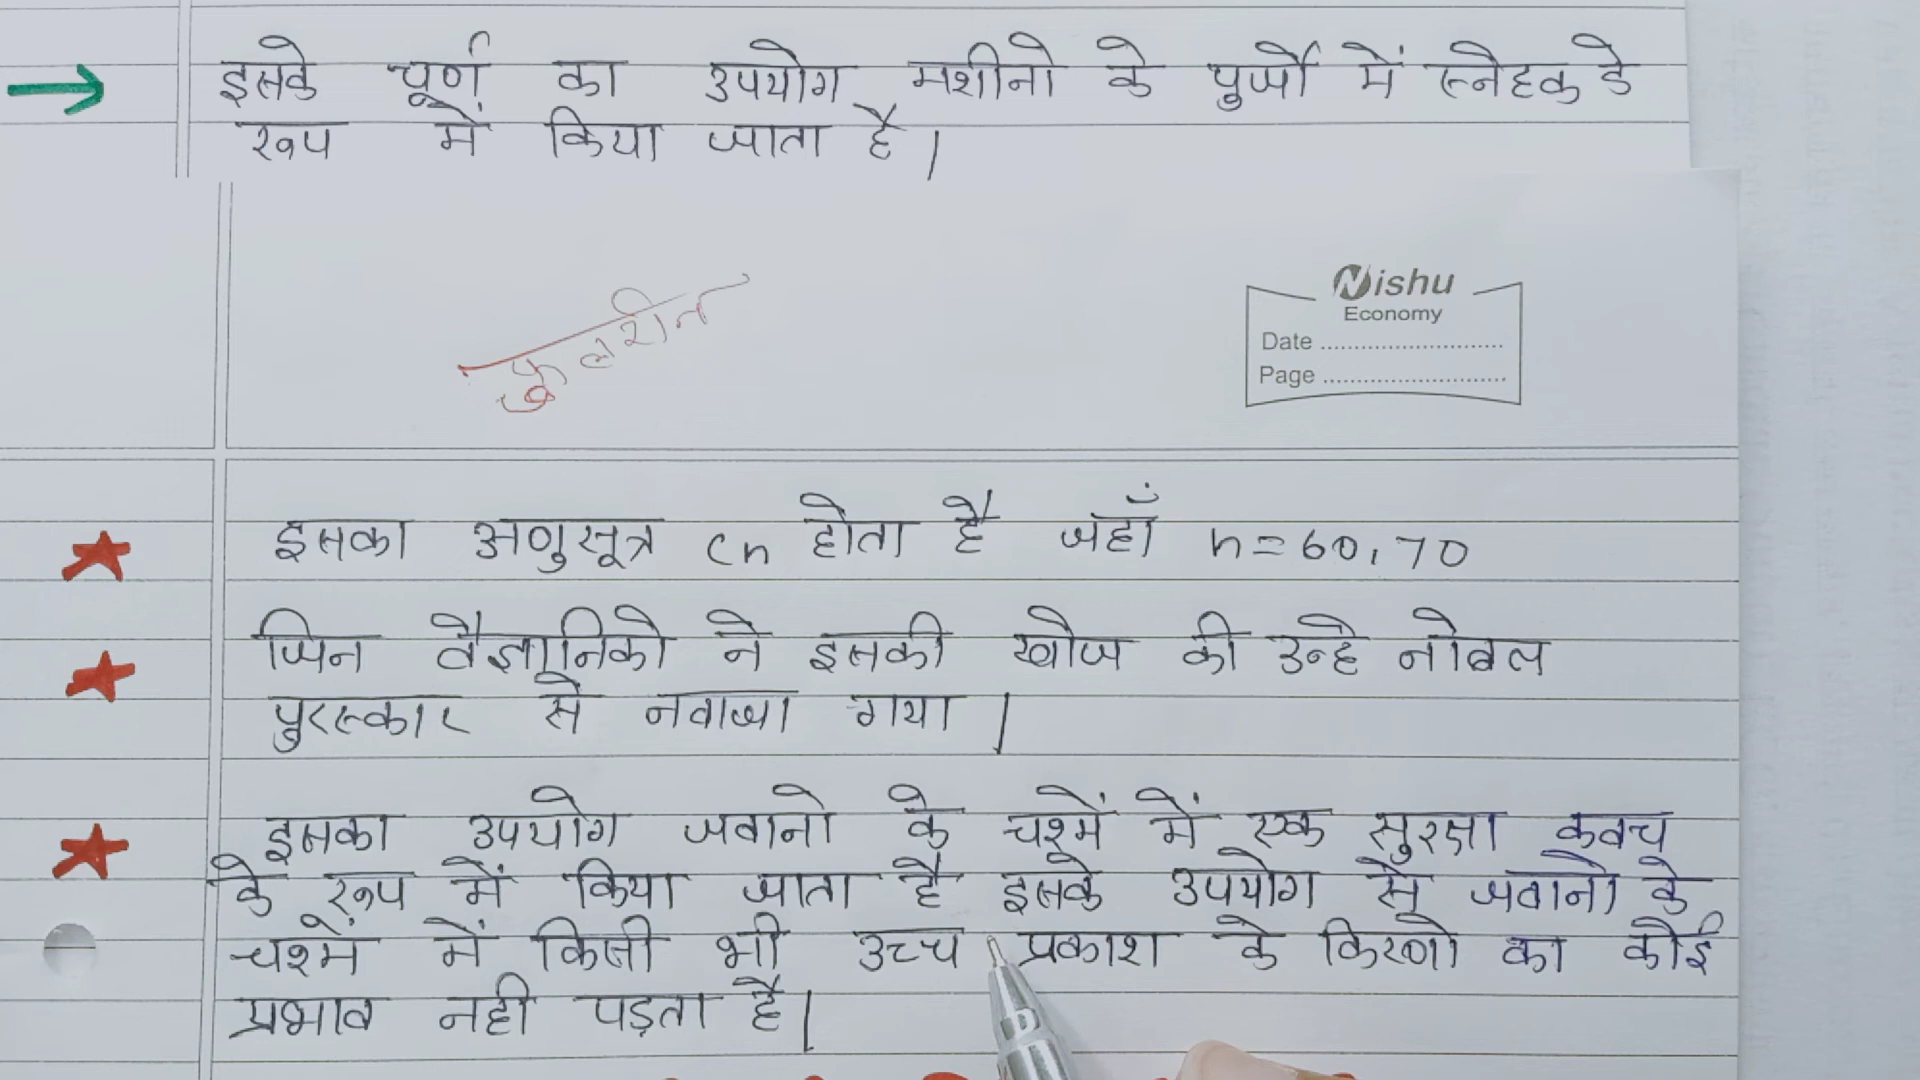 इसके चूर्ण का उपयोग मशीनो के पुर्जो में स्नेहक के
रूप में किया जाता है।
Nishu
Economy
फुलरीन
Date
Page
इसका अणुसूत्र Cn होता है जहाँ n=60,70
जिन वैज्ञानिको ने इसकी खोज की उन्हे नोबेल
पुरस्कार से नवाजा गया।
इसका उपयोग जवानो के चश्में में एक सुरक्षा कवच
के रूप में किया जाता है इसके उपयोग से जवानो के
चश्में में किसी भी उच्च प्रकाश के किरणो का कोई
प्रभाव नही पड़ता है।